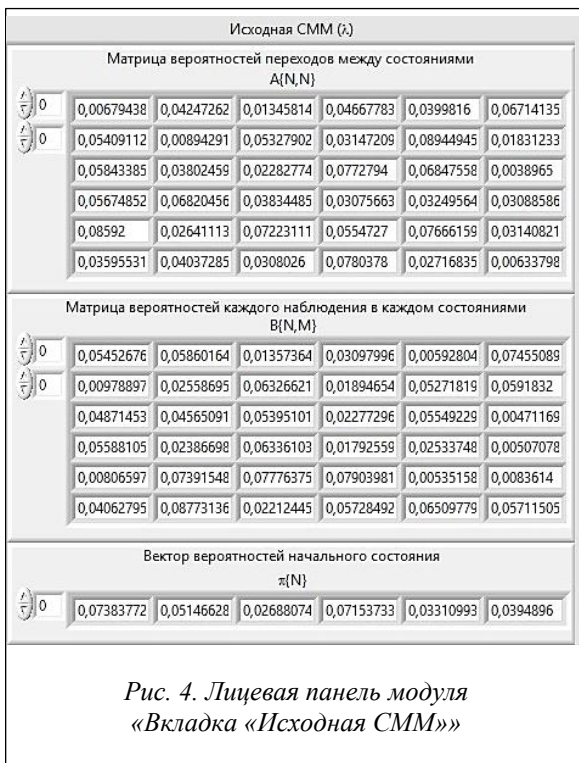 Исходная СММ (λ)
Матрица вероятностей переходов между состояниями
A{N,N}
0 0,00679438 0,04247262 0,01345814 0,04667783 0,0399816 0,06714135
0 0,05409112 0,00894291 0,05327902 0,03147209 0,08944945 0,01831233
0,05843385 0,03802459 0,02282774 0,0772794 0,06847558 0,0038965
0,05674852 0,06820456 0,03834485 0,03075663 0,03249564 0,03088586
0,08592 0,02641113 0,07223111 0,0554727 0,07666159 0,03140821
0,03595531 0,04037285 0,0308026 0,0780378 0,02716835 0,00633798
Матрица вероятностей каждого наблюдения в каждом состояниями
B{N,M}
0 0,05452676 0,05860164 0,01357364 0,03097996 0,00592804 0,07455089
0 0,00978897 0,02558695 0,06326621 0,01894654 0,05271819 0,0591832
0,04871453 0,04565091 0,05395101 0,02277296 0,05549229 0,00471169
0,05588105 0,02386698 0,06336103 0,01792559 0,02533748 0,00507078
0,00806597 0,07391548 0,07776375 0,07903981 0,00535158 0,0083614
0,04062795 0,08773136 0,02212445 0,05728492 0,06509779 0,05711505
Вектор вероятностей начального состояния
π{N}
0 0,07383772 0,05146628 0,02688074 0,07153733 0,03310993 0,0394896
Рис. 4. Лицевая панель модуля
«Вкладка «Исходная СММ»»